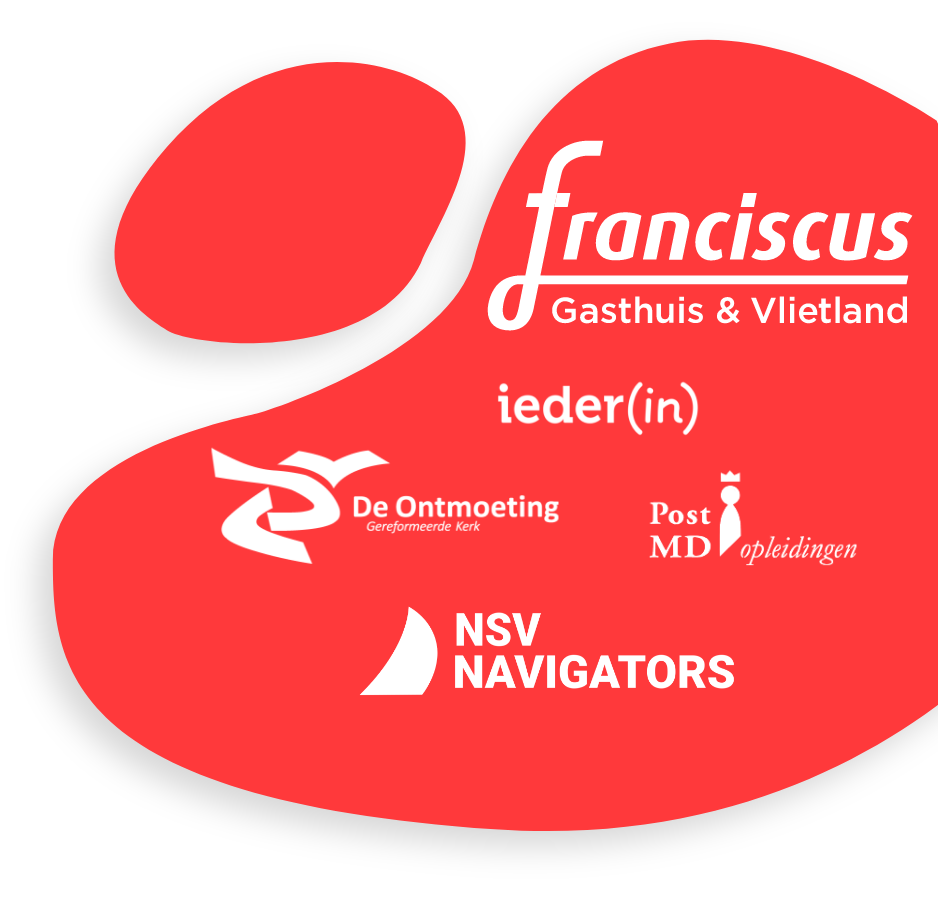 franciscus
Gasthuis & Vlietland
ieder(in)
De Ontmoeting
Gereformeerde Kerk
Post
MD opleidingen
NSV
NAVIGATORS